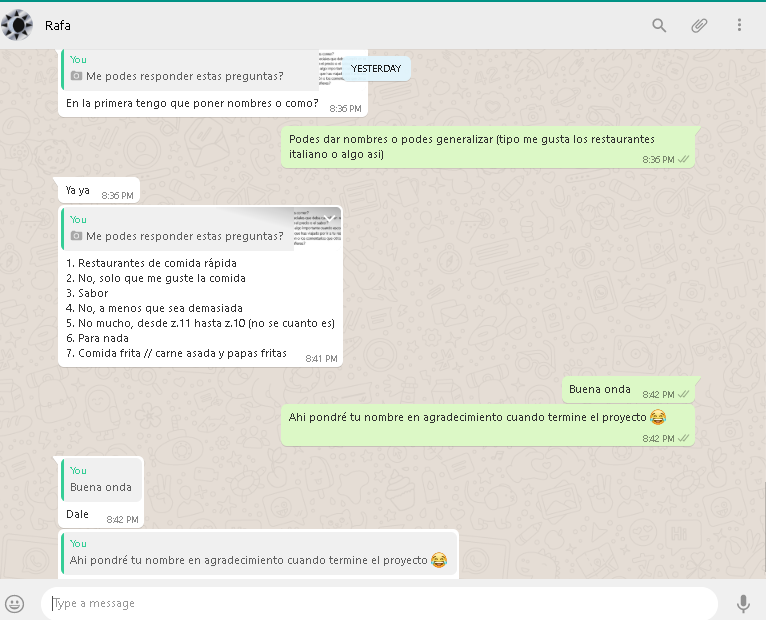 Rafa
You
Me podes responder estas preguntas?
YESTERDAY
En la primera tengo que poner nombres o como?
8:36 PM
Podes dar nombres o podes generalizar (tipo me gusta los restaurantes
italiano o algo asi)
8:36 PM
Ya ya
8:36 PM
You
Me podes responder estas preguntas?
1. Restaurantes de comida rápida
2. No, solo que me guste la comida
3. Sabor
4. No, a menos que sea demasiada
5. No mucho, desde z.11 hasta z.10 (no se cuanto es)
6. Para nada
7. Comida frita // carne asada y papas fritas
8:41 PM
Buena onda
8:42 PM
Ahi pondré tu nombre en agradecimiento cuando termine el proyecto 😂
8:42 PM
You
Buena onda
Dale
8:42 PM
You
Ahi pondré tu nombre en agradecimiento cuando termine el proyecto 😂
Type a message